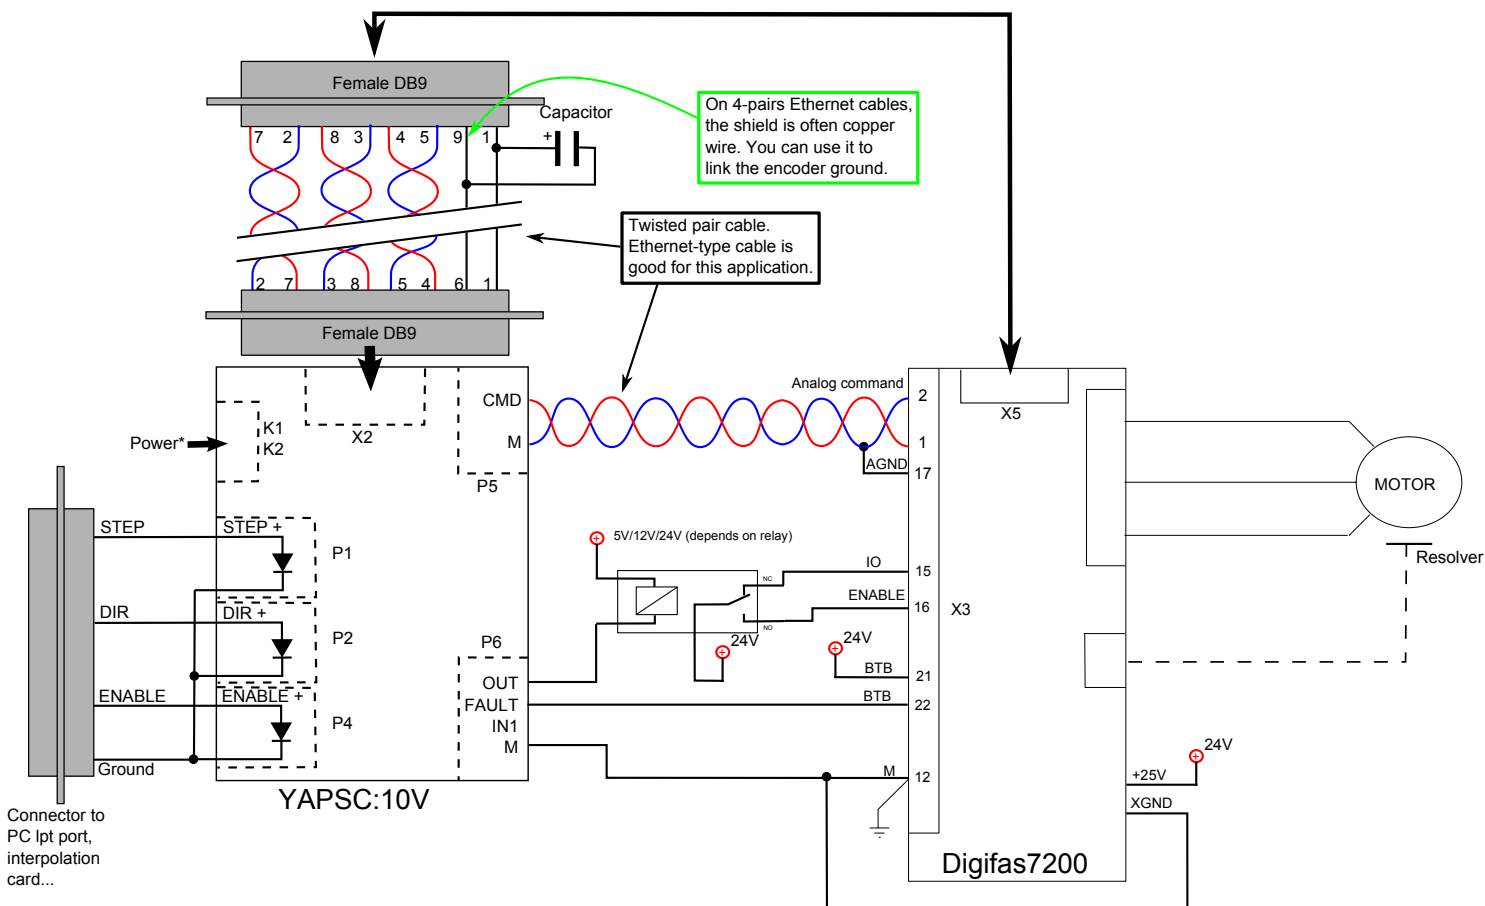 Female DB9
7 2 8 3 4 5 9 1
Capacitor
+
On 4-pairs Ethernet cables,
the shield is often copper
wire. You can use it to
link the encoder ground.
Twisted pair cable.
Ethernet-type cable is
good for this application.
2 7 3 8 5 4 6 1
Female DB9
X2
CMD
M
P5
Analog command
2
1
AGND
17
X5
K1
K2
Power*
MOTOR
Resolver
STEP
STEP +
P1
DIR
DIR +
P2
ENABLE
ENABLE +
P4
Ground
5V/12V/24V (depends on relay)
NC
NO
24V
IO
15
ENABLE
16
X3
24V
BTB
21
BTB
22
P6
OUT
FAULT
IN1
M
M
12
24V
+25V
XGND
YAPSC:10V
Digifas7200
Connector to
PC lpt port,
interpolation
card...